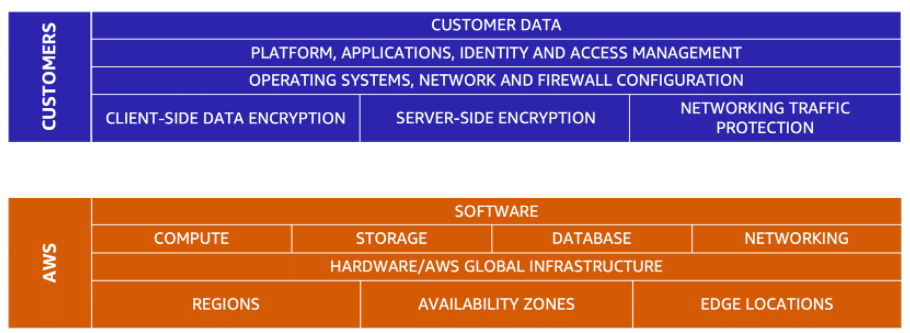 CUSTOMERS
CUSTOMER DATA
PLATFORM, APPLICATIONS, IDENTITY AND ACCESS MANAGEMENT
OPERATING SYSTEMS, NETWORK AND FIREWALL CONFIGURATION
CLIENT-SIDE DATA ENCRYPTION
SERVER-SIDE ENCRYPTION
NETWORKING TRAFFIC
PROTECTION
AWS
SOFTWARE
COMPUTE
STORAGE
DATABASE
NETWORKING
HARDWARE/AWS GLOBAL INFRASTRUCTURE
REGIONS
AVAILABILITY ZONES
EDGE LOCATIONS